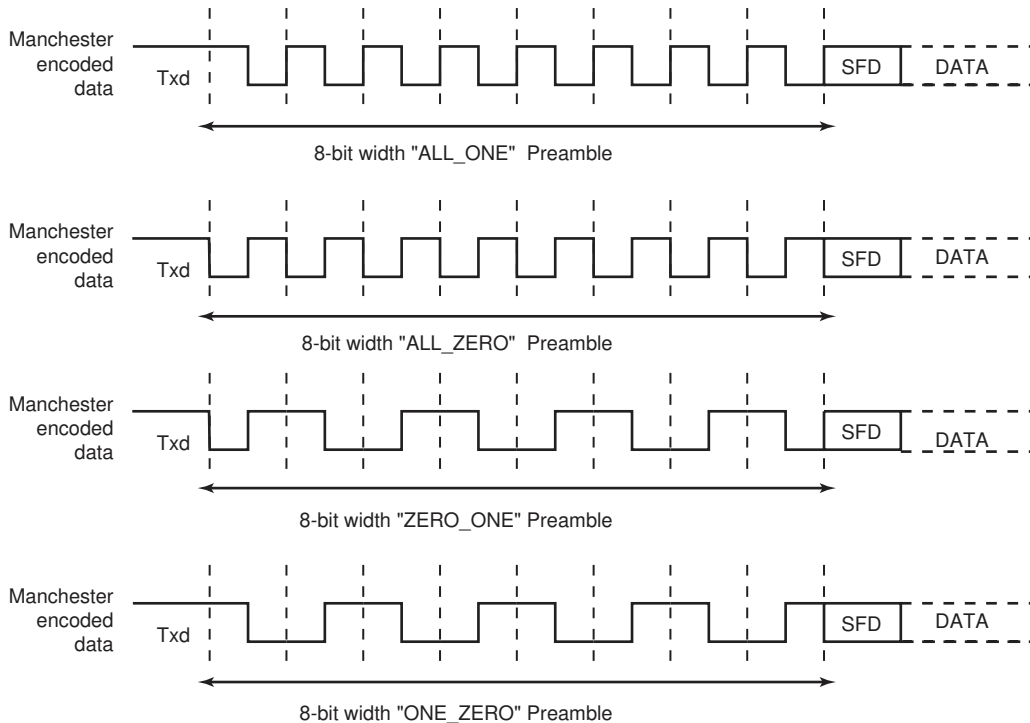 Manchester
encoded
data
Txd
SFD
DATA
8-bit width "ALL_ONE" Preamble
Manchester
encoded
data
Txd
SFD
DATA
8-bit width "ALL_ZERO" Preamble
Manchester
encoded
data
Txd
SFD
DATA
8-bit width "ZERO_ONE" Preamble
Manchester
encoded
data
Txd
SFD
DATA
8-bit width "ONE_ZERO" Preamble